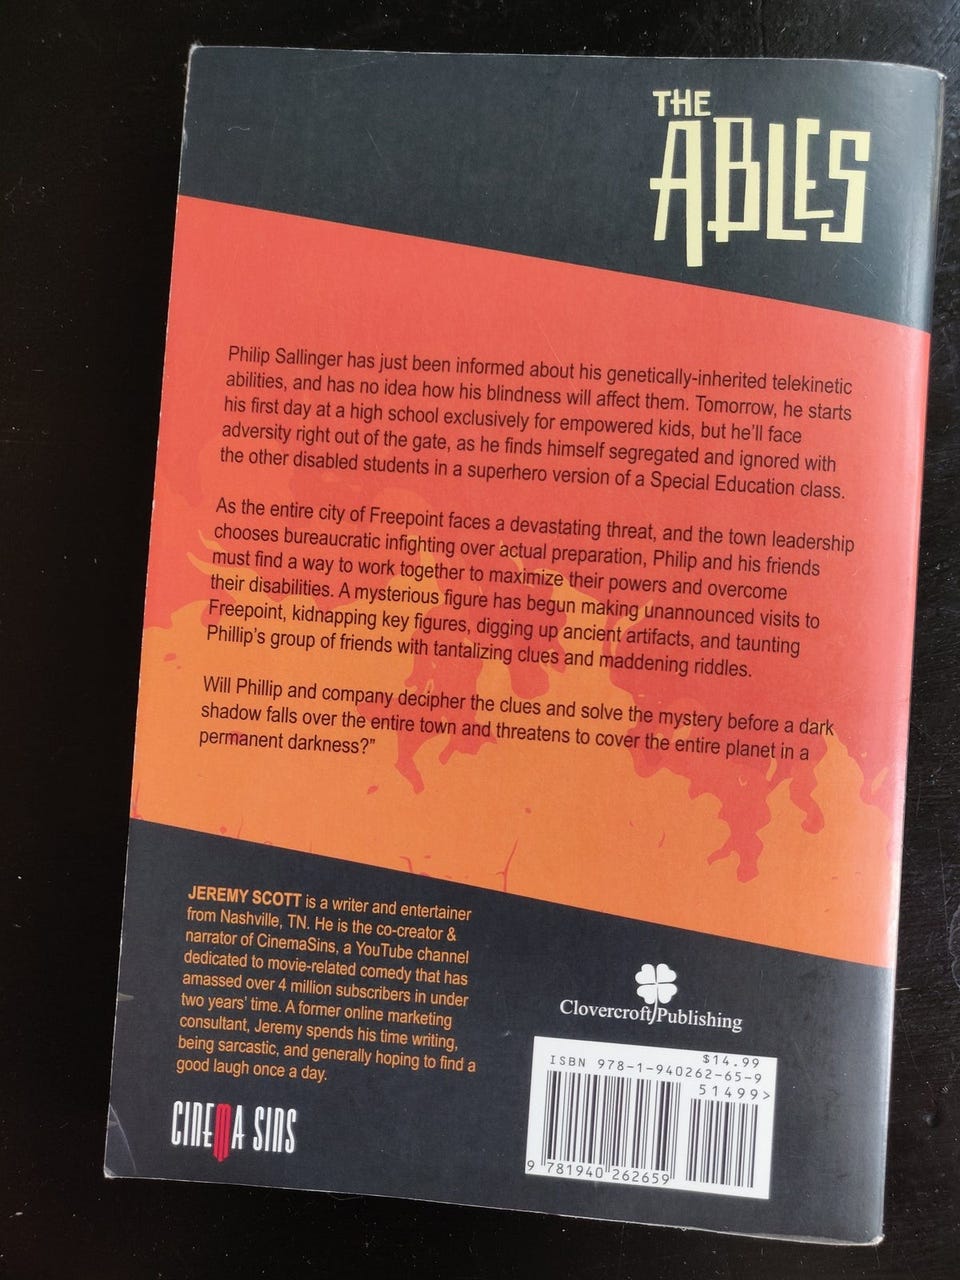 THE
ABLES
Philip Sallinger has just been informed about his genetically-inherited telekinetic
abilities, and has no idea how his blindness will affect them. Tomorrow, he starts
his first day at a high school exclusively for empowered kids, but he'll face
adversity right out of the gate, as he finds himself segregated and ignored with
the other disabled students in a superhero version of a Special Education class.
As the entire city of Freepoint faces a devastating threat, and the town leadership
chooses bureaucratic infighting over actual preparation, Philip and his friends
must find a way to work together to maximize their powers and overcome
their disabilities. A mysterious figure has begun making unannounced visits to
Freepoint, kidnapping key figures, digging up ancient artifacts, and taunting
Phillip's group of friends with tantalizing clues and maddening riddles.
Will Phillip and company decipher the clues and solve the mystery before a dark
shadow falls over the entire town and threatens to cover the entire planet in a
permanent darkness?"
JEREMY SCOTT is a writer and entertainer
from Nashville, TN. He is the co-creator &
narrator of CinemaSins, a YouTube channel
dedicated to movie-related comedy that has
amassed over 4 million subscribers in under
two years' time. A former online marketing
consultant, Jeremy spends his time writing,
being sarcastic, and generally hoping to find a
good laugh once a day.
CINEMA SINS
Clovercroft Publishing
$14.99
ISBN 978-1-940262-65-9
51499>
9 781940 262659